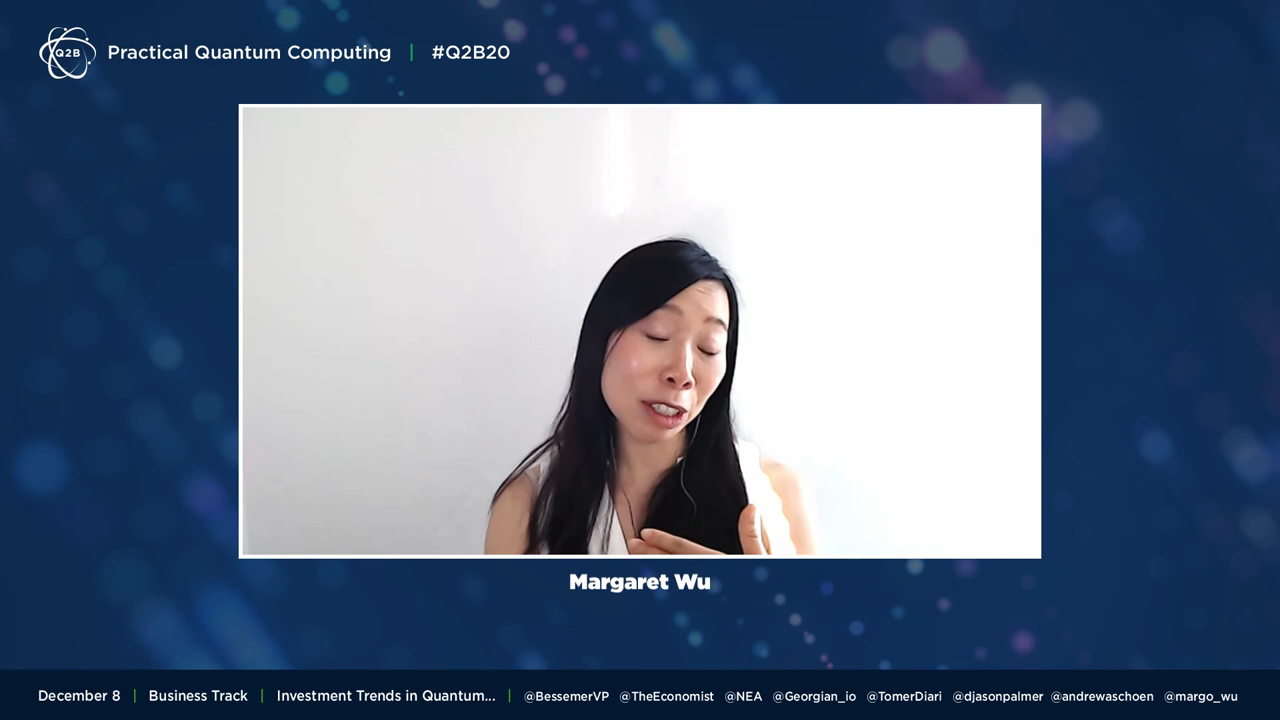 Q2B Practical Quantum Computing | #Q2B20
Margaret Wu
December 8 | Business Track | Investment Trends in Quantum... | @BessemerVP @TheEconomist @NEA @Georgian_io @TomerDiari @djasonpalmer @andrewaschoen @margo_wu